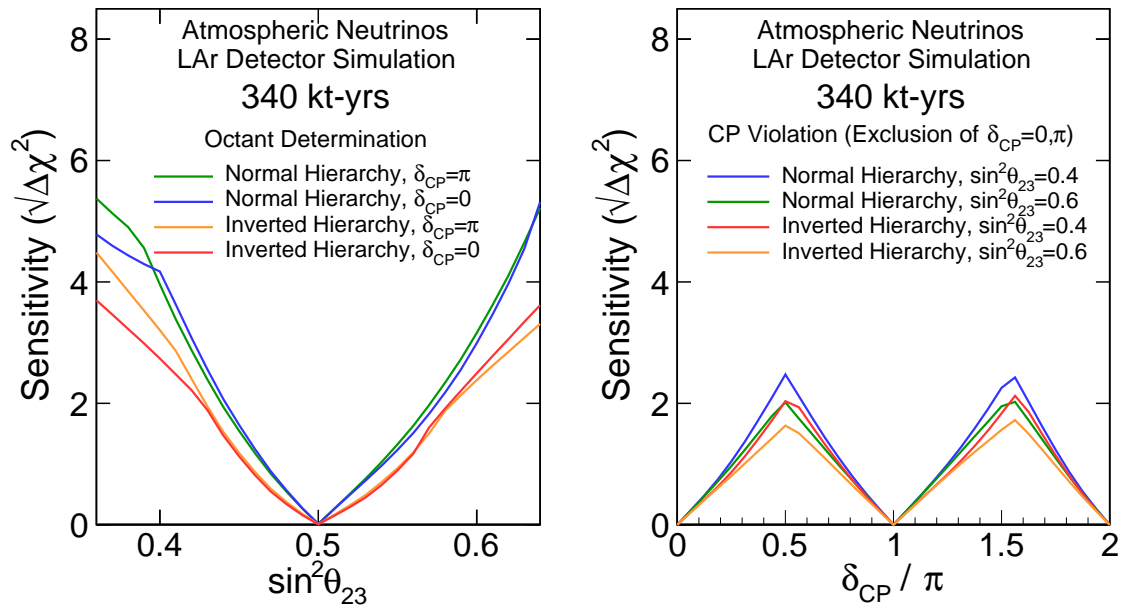 Atmospheric Neutrinos
LAr Detector Simulation
340 kt-yrs
Octant Determination
Normal Hierarchy, δCP=π
Normal Hierarchy, δCP=0
Inverted Hierarchy, δCP=π
Inverted Hierarchy, δCP=0
Sensitivity (√Δχ²)
8
6
4
2
0
0.4
0.5
0.6
sin²θ23
Atmospheric Neutrinos
LAr Detector Simulation
340 kt-yrs
CP Violation (Exclusion of δCP=0,π)
Normal Hierarchy, sin²θ23=0.4
Normal Hierarchy, sin²θ23=0.6
Inverted Hierarchy, sin²θ23=0.4
Inverted Hierarchy, sin²θ23=0.6
Sensitivity (√Δχ²)
8
6
4
2
0
0
0.5
1
1.5
2
δCP / π